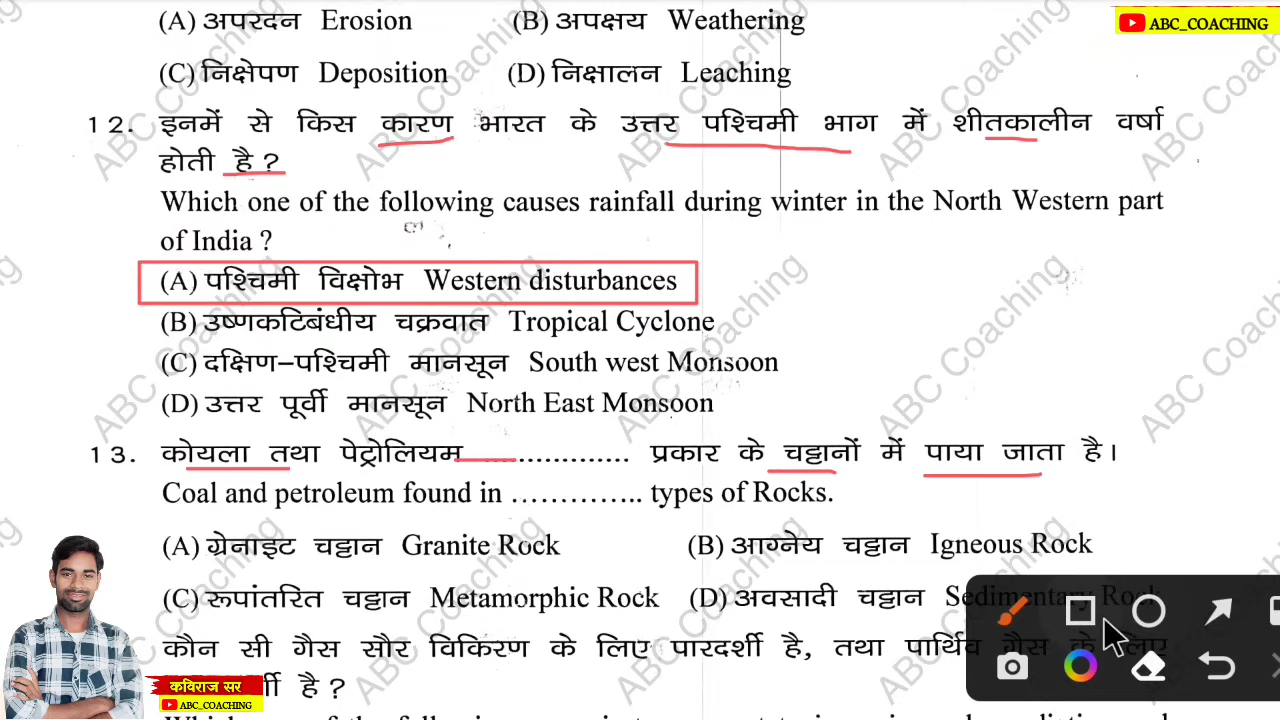 (A) अपरदन Erosion (B) अपक्षय Weathering
ABC_COACHING
(C) निक्षेपण Deposition (D) निक्षालन Leaching
12. इनमें से किस कारण भारत के उत्तर पश्चिमी भाग में शीतकालीन वर्षा
होती है ?
Which one of the following causes rainfall during winter in the North Western part
of India ?
(A) पश्चिमी विक्षोभ Western disturbances
(B) उष्णकटिबंधीय चक्रवात Tropical Cyclone
(C) दक्षिण–पश्चिमी मानसून South west Monsoon
(D) उत्तर पूर्वी मानसून North East Monsoon
13. कोयला तथा पेट्रोलियम ................ प्रकार के चट्टानों में पाया जाता है।
Coal and petroleum found in ………….. types of Rocks.
(A) ग्रेनाइट चट्टान Granite Rock (B) आग्नेय चट्टान Igneous Rock
(C) रूपांतरित चट्टान Metamorphic Rock (D) अवसादी चट्टान Sedimentary Rock
कौन सी गैस सौर विकिरण के लिए पारदर्शी है, तथा पार्थिव गैस के लिए
है ?
कविराज सर
ABC_COACHING
ABC Coaching